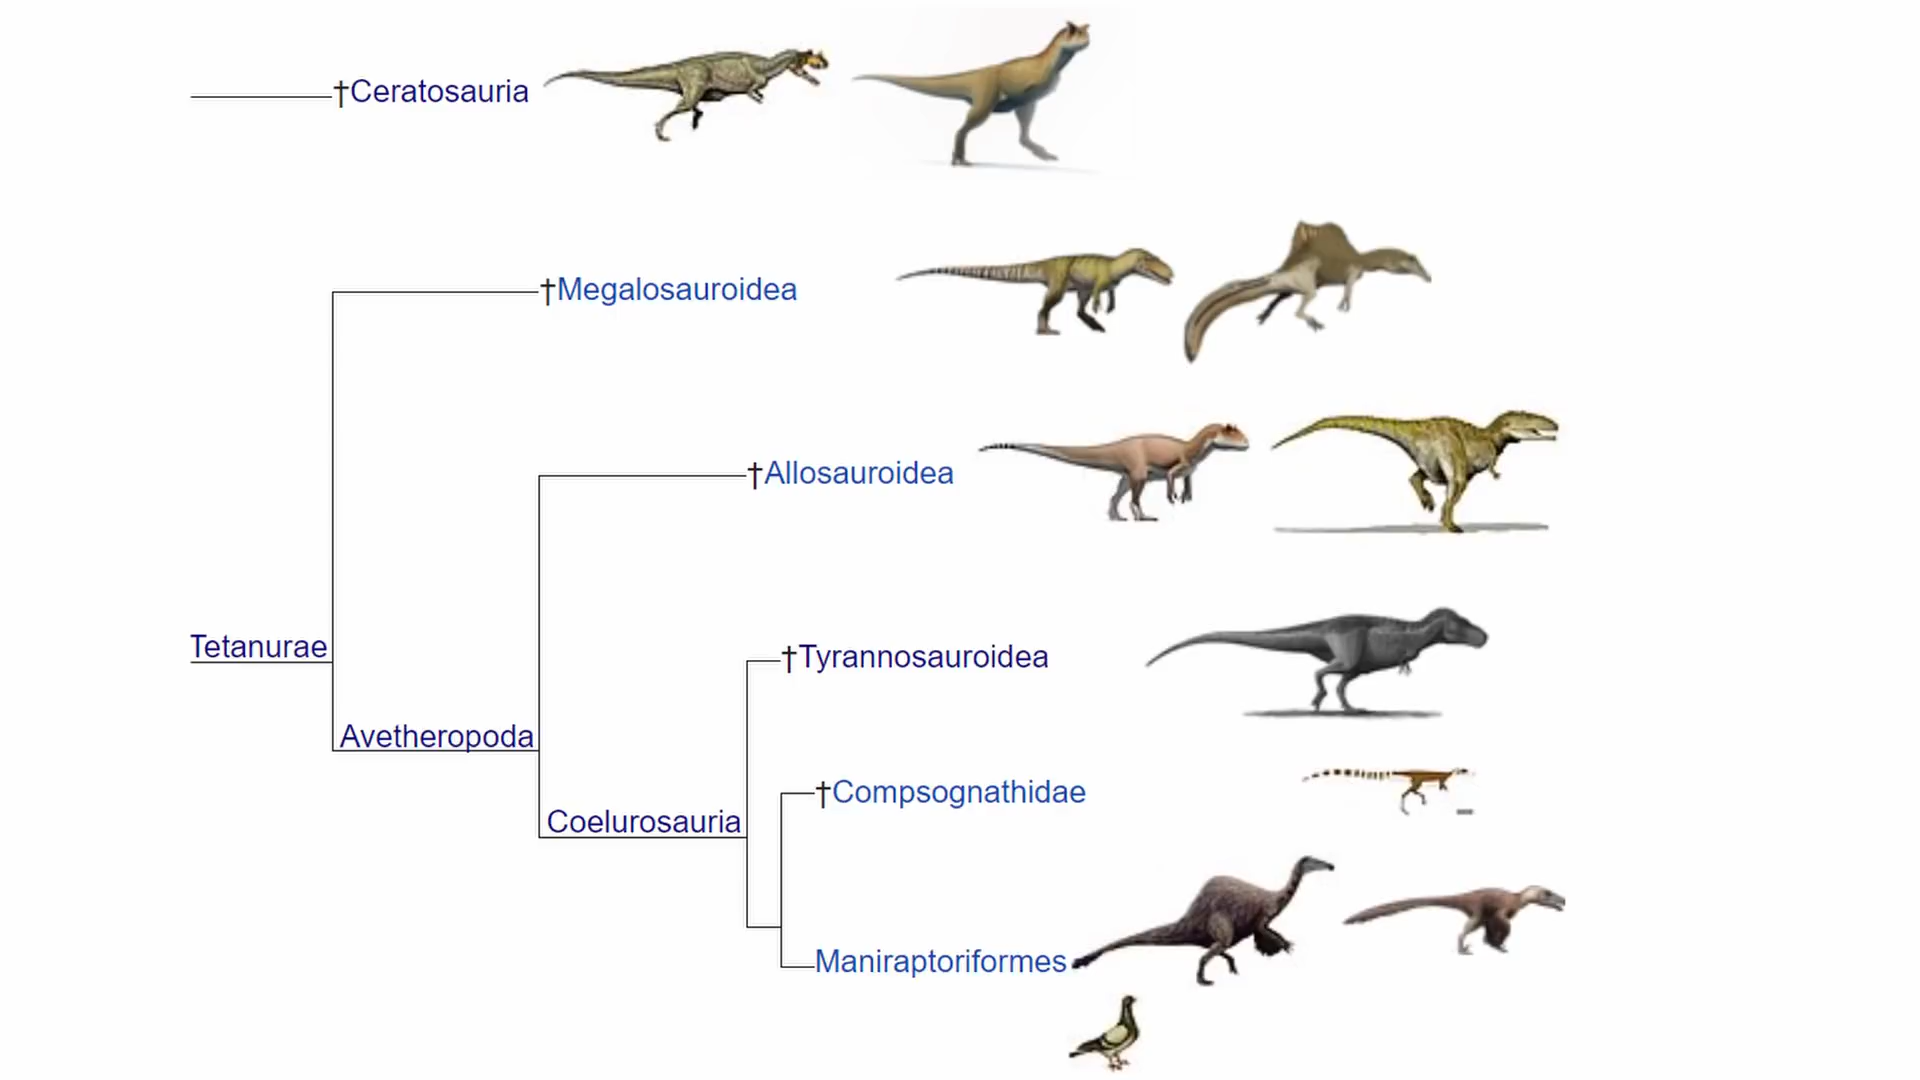 †Ceratosauria
†Megalosauroidea
†Allosauroidea
Tetanurae
†Tyrannosauroidea
Avetheropoda
†Compsognathidae
Coelurosauria
Maniraptoriformes